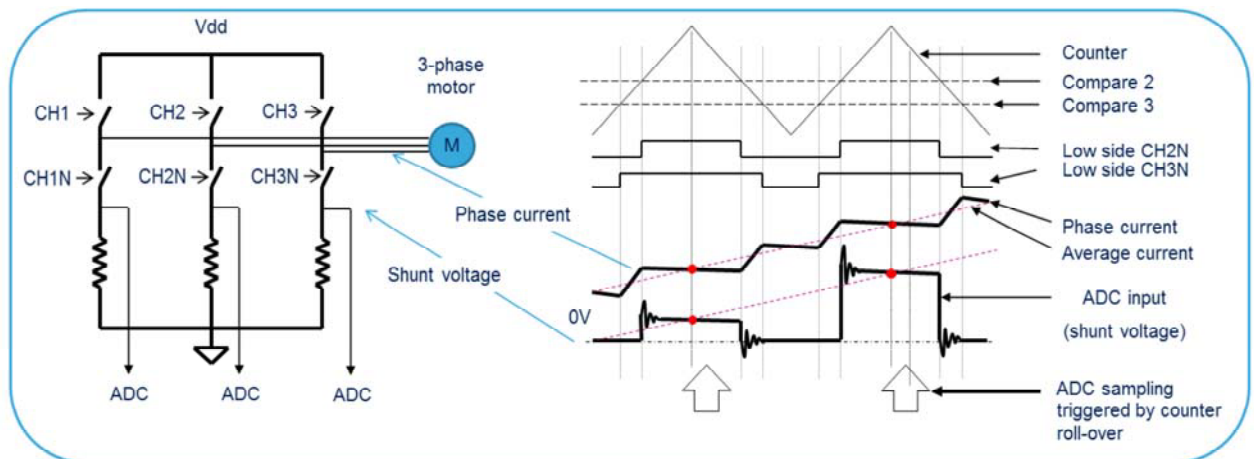 Vdd
3-phase
motor
CH1
CH2
CH3
M
CH1N
CH2N
CH3N
Phase current
Shunt voltage
ADC
ADC
ADC
Counter
Compare 2
Compare 3
Low side CH2N
Low side CH3N
Phase current
Average current
0V
ADC input
(shunt voltage)
ADC sampling
triggered by counter
roll-over